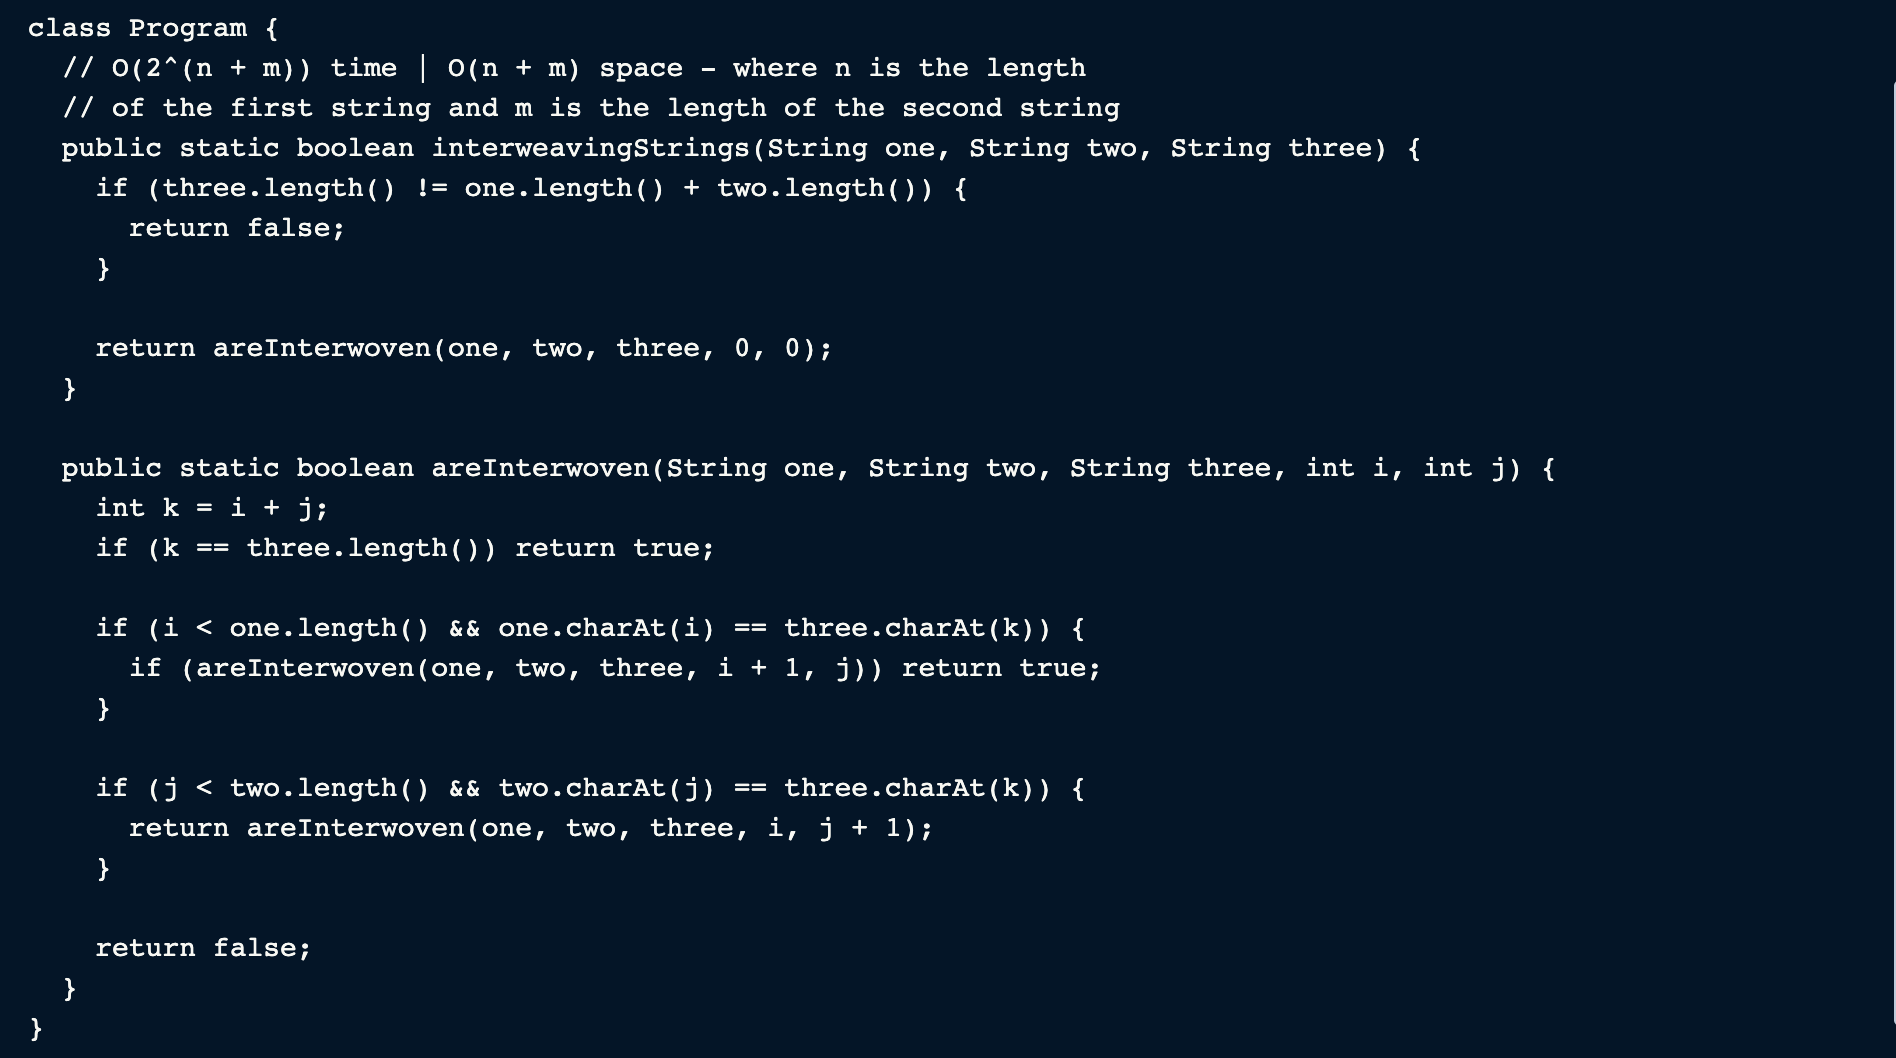 class Program {
  // O(2^(n + m)) time | O(n + m) space – where n is the length
  // of the first string and m is the length of the second string
  public static boolean interweavingStrings(String one, String two, String three) {
    if (three.length() != one.length() + two.length()) {
      return false;
    }

    return areInterwoven(one, two, three, 0, 0);
  }

  public static boolean areInterwoven(String one, String two, String three, int i, int j) {
    int k = i + j;
    if (k == three.length()) return true;

    if (i < one.length() && one.charAt(i) == three.charAt(k)) {
      if (areInterwoven(one, two, three, i + 1, j)) return true;
    }

    if (j < two.length() && two.charAt(j) == three.charAt(k)) {
      return areInterwoven(one, two, three, i, j + 1);
    }

    return false;
  }
}